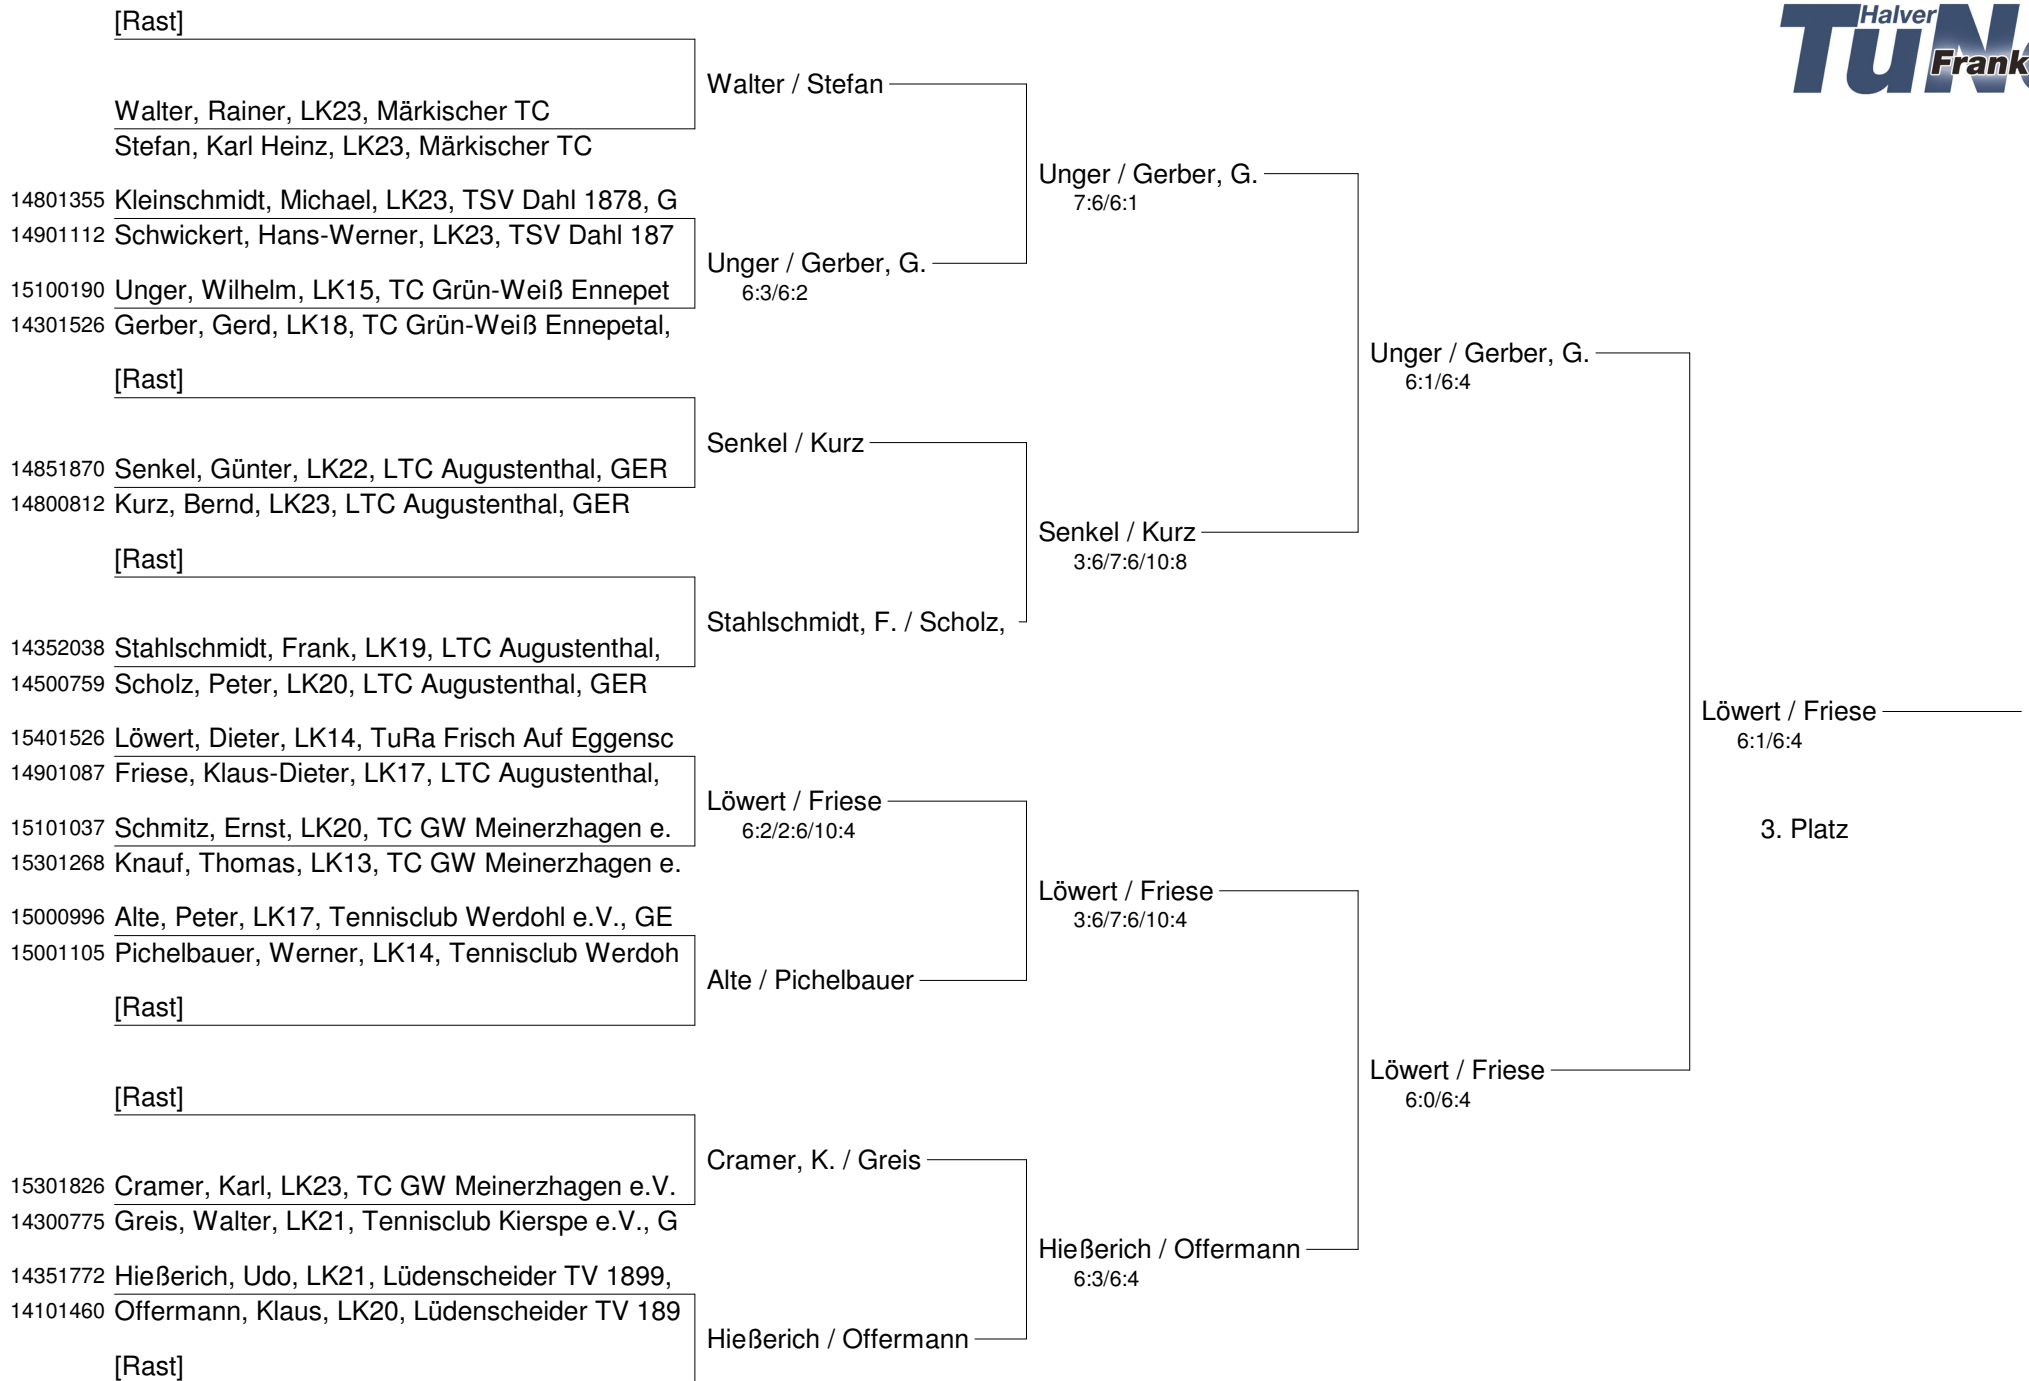 Halver
TuN
Frank
[Rast]
Walter, Rainer, LK23, Märkischer TC
Stefan, Karl Heinz, LK23, Märkischer TC
14801355 Kleinschmidt, Michael, LK23, TSV Dahl 1878, G
14901112 Schwickert, Hans-Werner, LK23, TSV Dahl 187
15100190 Unger, Wilhelm, LK15, TC Grün-Weiß Ennepet
14301526 Gerber, Gerd, LK18, TC Grün-Weiß Ennepetal,
[Rast]
14851870 Senkel, Günter, LK22, LTC Augustenthal, GER
14800812 Kurz, Bernd, LK23, LTC Augustenthal, GER
[Rast]
14352038 Stahlschmidt, Frank, LK19, LTC Augustenthal,
14500759 Scholz, Peter, LK20, LTC Augustenthal, GER
15401526 Löwert, Dieter, LK14, TuRa Frisch Auf Eggensc
14901087 Friese, Klaus-Dieter, LK17, LTC Augustenthal,
15101037 Schmitz, Ernst, LK20, TC GW Meinerzhagen e.
15301268 Knauf, Thomas, LK13, TC GW Meinerzhagen e.
15000996 Alte, Peter, LK17, Tennisclub Werdohl e.V., GE
15001105 Pichelbauer, Werner, LK14, Tennisclub Werdoh
[Rast]
[Rast]
15301826 Cramer, Karl, LK23, TC GW Meinerzhagen e.V.
14300775 Greis, Walter, LK21, Tennisclub Kierspe e.V., G
14351772 Hießerich, Udo, LK21, Lüdenscheider TV 1899,
14101460 Offermann, Klaus, LK20, Lüdenscheider TV 189
[Rast]
Walter / Stefan
Unger / Gerber, G.
6:3/6:2
Senkel / Kurz
Stahlschmidt, F. / Scholz,
Löwert / Friese
6:2/2:6/10:4
Alte / Pichelbauer
Cramer, K. / Greis
Hießerich / Offermann
Unger / Gerber, G.
7:6/6:1
Senkel / Kurz
3:6/7:6/10:8
Löwert / Friese
3:6/7:6/10:4
Hießerich / Offermann
6:3/6:4
Unger / Gerber, G.
6:1/6:4
Löwert / Friese
6:0/6:4
Löwert / Friese
6:1/6:4
3. Platz